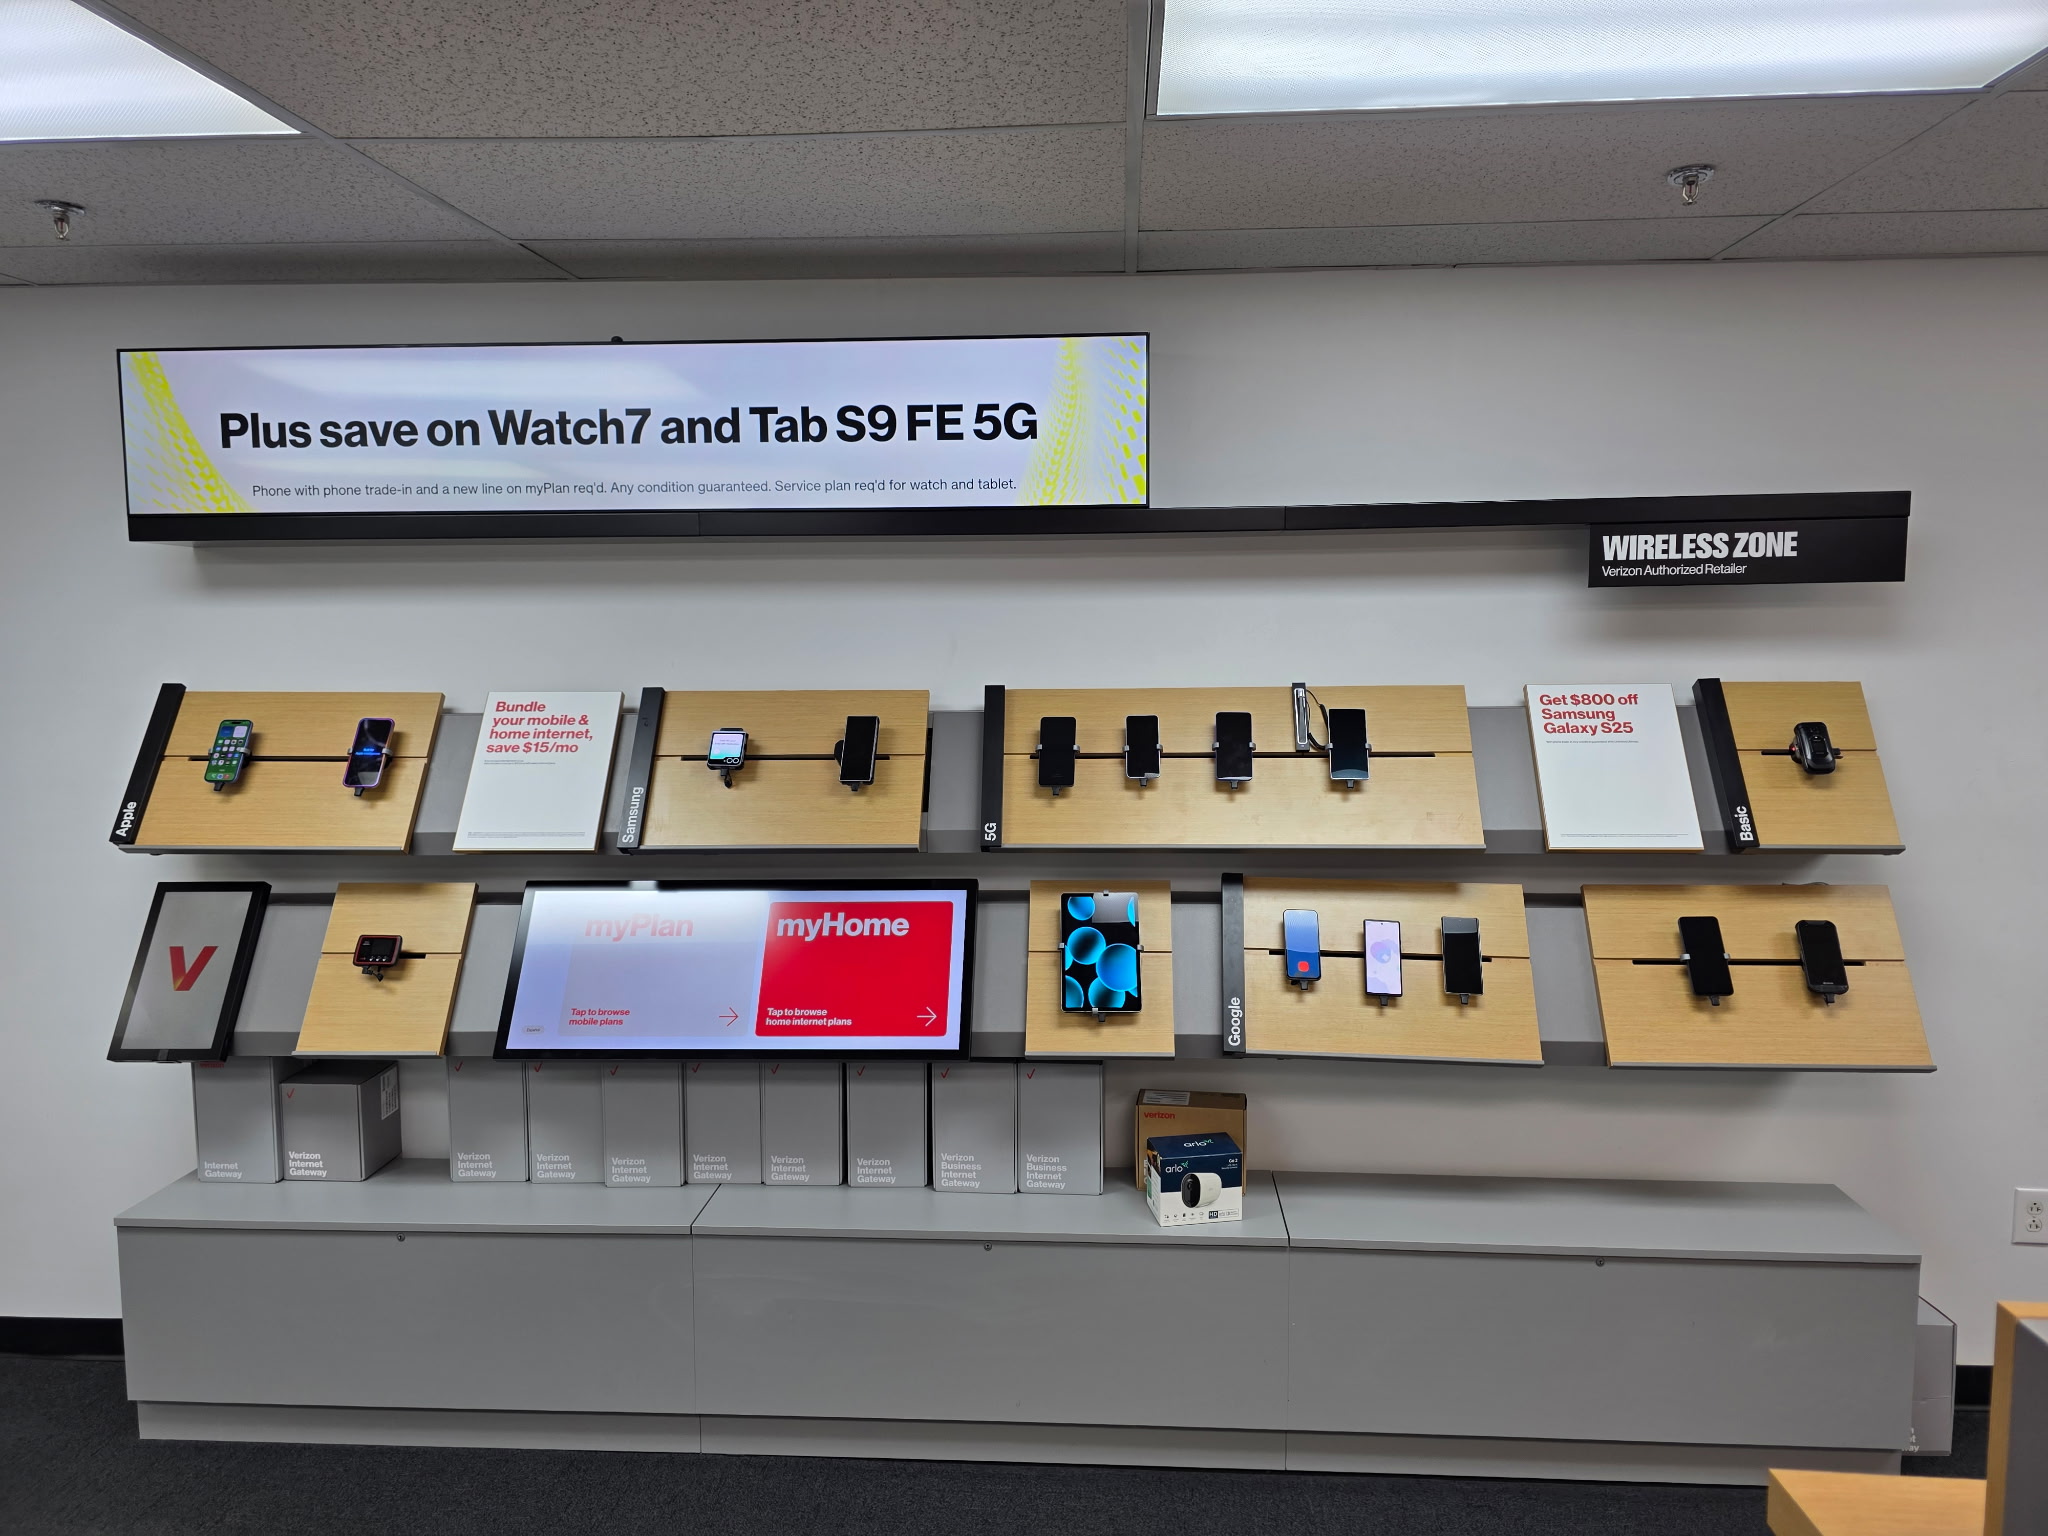 Plus save on Watch7 and Tab S9 FE 5G
Phone with phone trade-in and a new line on myPlan req'd. Any condition guaranteed. Service plan req'd for watch and tablet.
WIRELESS ZONE
Verizon Authorized Retailer
Apple
Bundle
your mobile &
home internet,
save $15/mo
Samsung
5G
Get $800 off
Samsung
Galaxy S25
Basic
V
myPlan
Tap to browse
mobile plans
myHome
Tap to browse
home internet plans
Google
verizon
Internet
Gateway
Verizon
Internet
Gateway
Verizon
Internet
Gateway
Verizon
Internet
Gateway
Verizon
Internet
Gateway
Verizon
Internet
Gateway
Verizon
Internet
Gateway
Verizon
Internet
Gateway
Verizon
Business
Internet
Gateway
Verizon
Business
Internet
Gateway
verizon
arlo
arlo
Go 2
HD